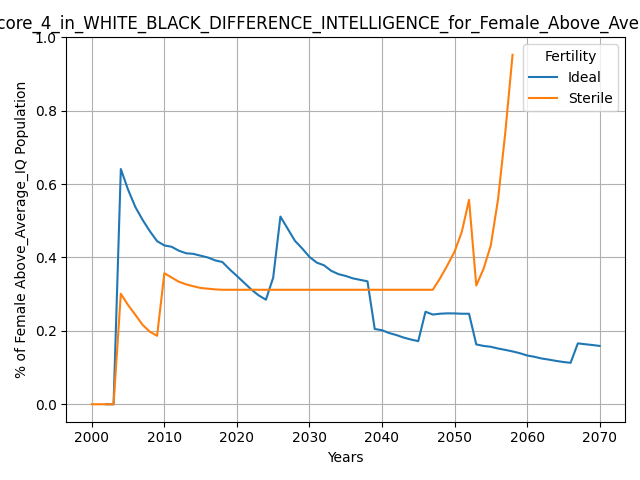 core_4_in_WHITE_BLACK_DIFFERENCE_INTELLIGENCE_for_Female_Above_Ave
Fertility
Ideal
Sterile
% of Female Above_Average_IQ Population
1.0
0.8
0.6
0.4
0.2
0.0
2000 2010 2020 2030 2040 2050 2060 2070
Years